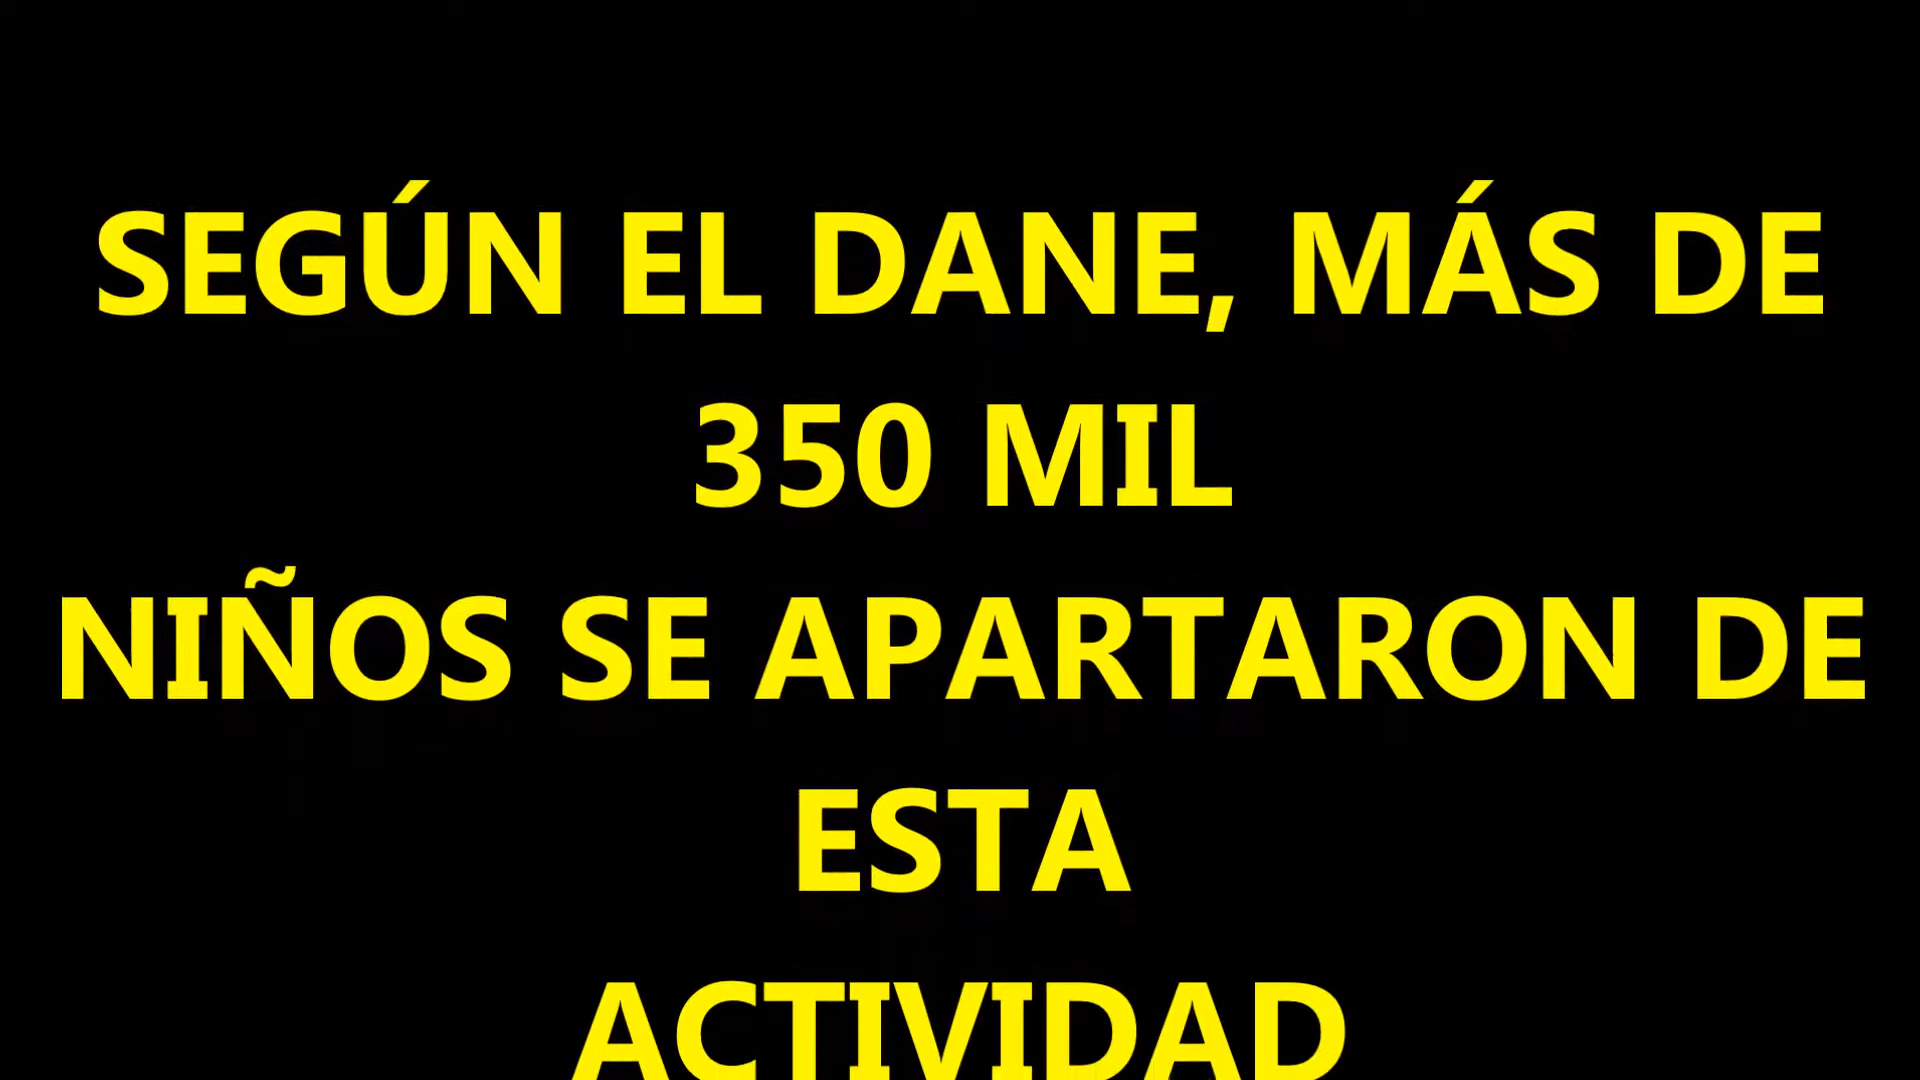 SEGÚN EL DANE, MÁS DE
350 MIL
NIÑOS SE APARTARON DE
ESTA
ACTIVIDAD